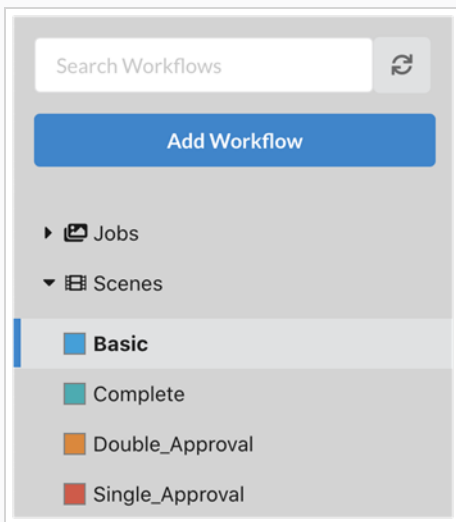 Search Workflows
Add Workflow
Jobs
Scenes
Basic
Complete
Double_Approval
Single_Approval